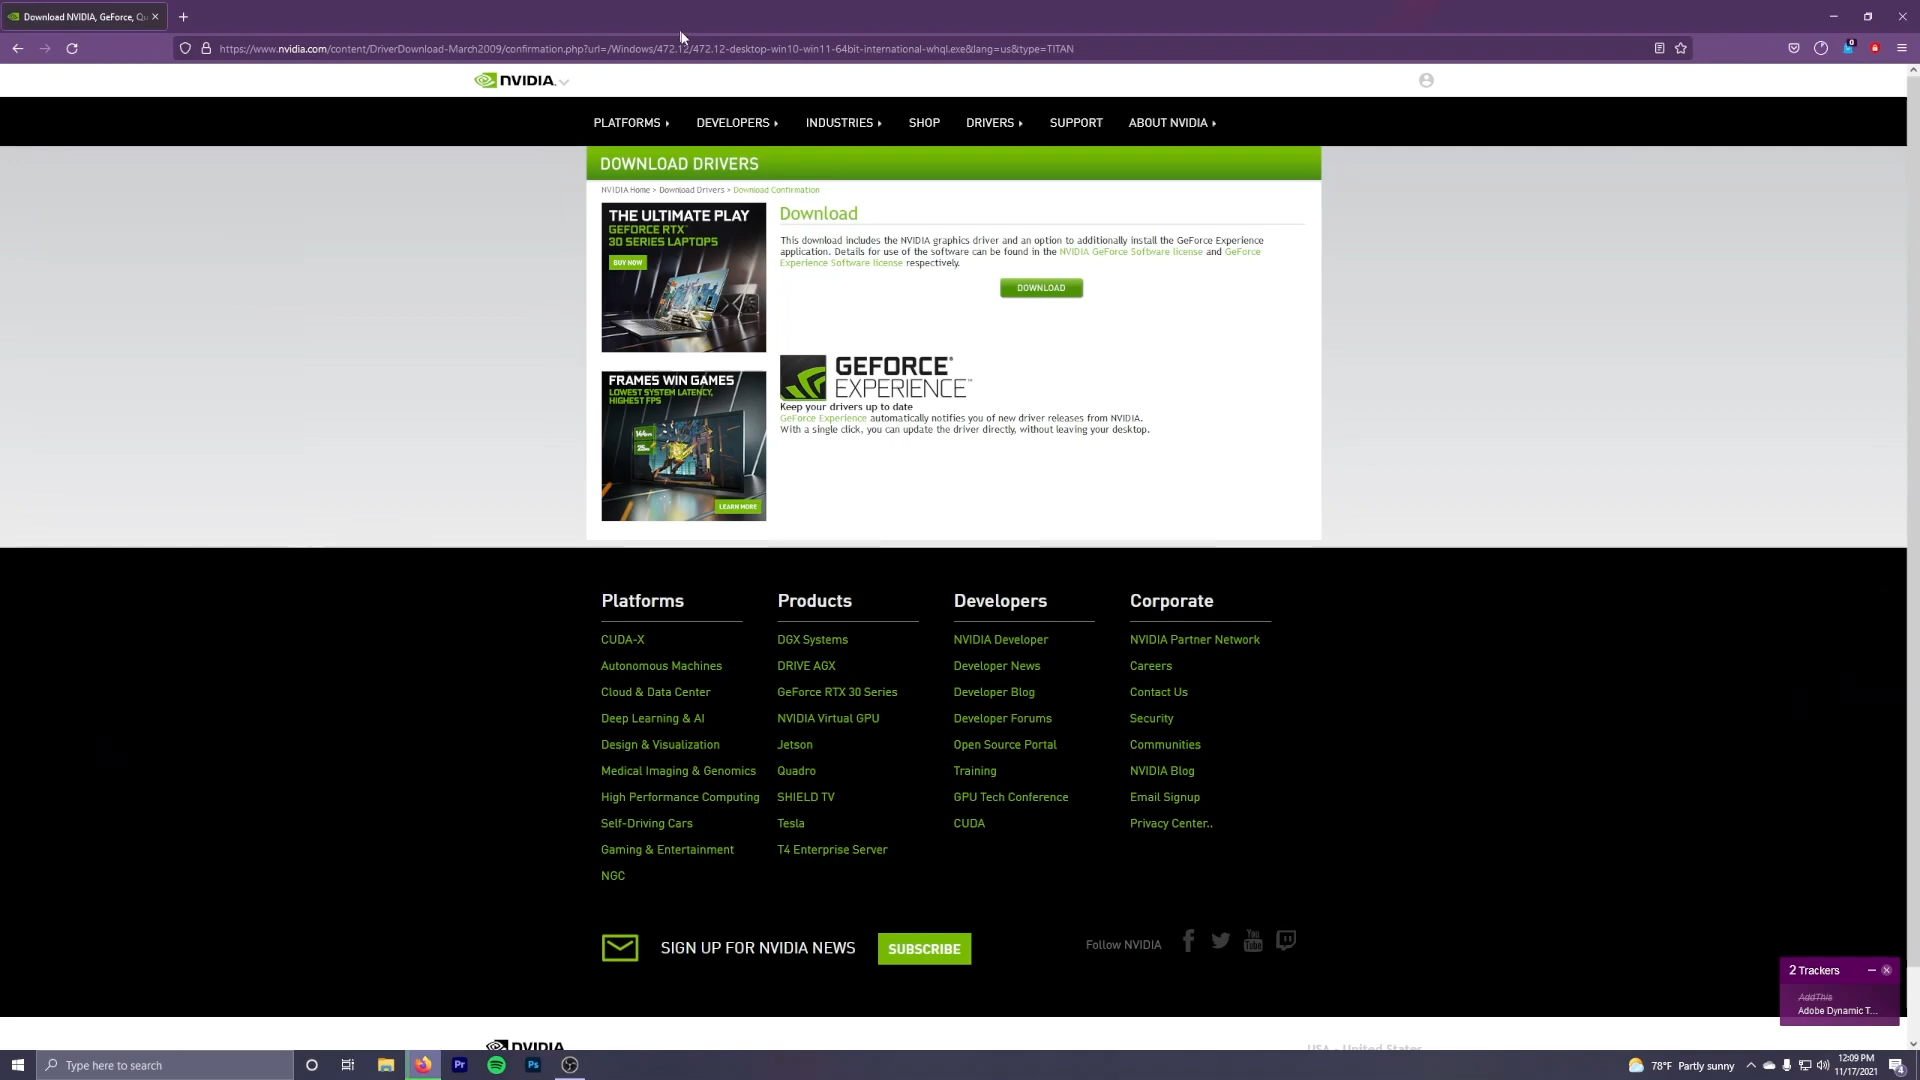 Download NVIDIA, GeForce, Qu
https://www.nvidia.com/content/DriverDownload-March2009/confirmation.php?url=/Windows/472.12/472.12-desktop-win10-win11-64bit-international-whql.exe&lang=us&type=TITAN
0
NVIDIA.
PLATFORMS
DEVELOPERS
INDUSTRIES
SHOP
DRIVERS
SUPPORT
ABOUT NVIDIA
DOWNLOAD DRIVERS
NVIDIA Home > Download Drivers > Download Confirmation
THE ULTIMATE PLAY
GEFORCE RTX™
30 SERIES LAPTOPS
BUY NOW
FRAMES WIN GAMES
LOWEST SYSTEM LATENCY,
HIGHEST FPS
LEARN MORE
Download
This download includes the NVIDIA graphics driver and an option to additionally install the GeForce Experience
application. Details for use of the software can be found in the NVIDIA GeForce Software license and GeForce
Experience Software license respectively.
DOWNLOAD
GEFORCE®
EXPERIENCE™
Keep your drivers up to date
GeForce Experience automatically notifies you of new driver releases from NVIDIA.
With a single click, you can update the driver directly, without leaving your desktop.
Platforms
CUDA-X
Autonomous Machines
Cloud & Data Center
Deep Learning & AI
Design & Visualization
Medical Imaging & Genomics
High Performance Computing
Self-Driving Cars
Gaming & Entertainment
NGC
Products
DGX Systems
DRIVE AGX
GeForce RTX 30 Series
NVIDIA Virtual GPU
Jetson
Quadro
SHIELD TV
Tesla
T4 Enterprise Server
Developers
NVIDIA Developer
Developer News
Developer Blog
Developer Forums
Open Source Portal
Training
GPU Tech Conference
CUDA
Corporate
NVIDIA Partner Network
Careers
Contact Us
Security
Communities
NVIDIA Blog
Email Signup
Privacy Center..
SIGN UP FOR NVIDIA NEWS
SUBSCRIBE
Follow NVIDIA
You
Tube
2 Trackers
AddThis
Adobe Dynamic T...
NVIDIA
USA - United States
Type here to search
Pr
Ps
78°F Partly sunny
12:09 PM
11/17/2021
4